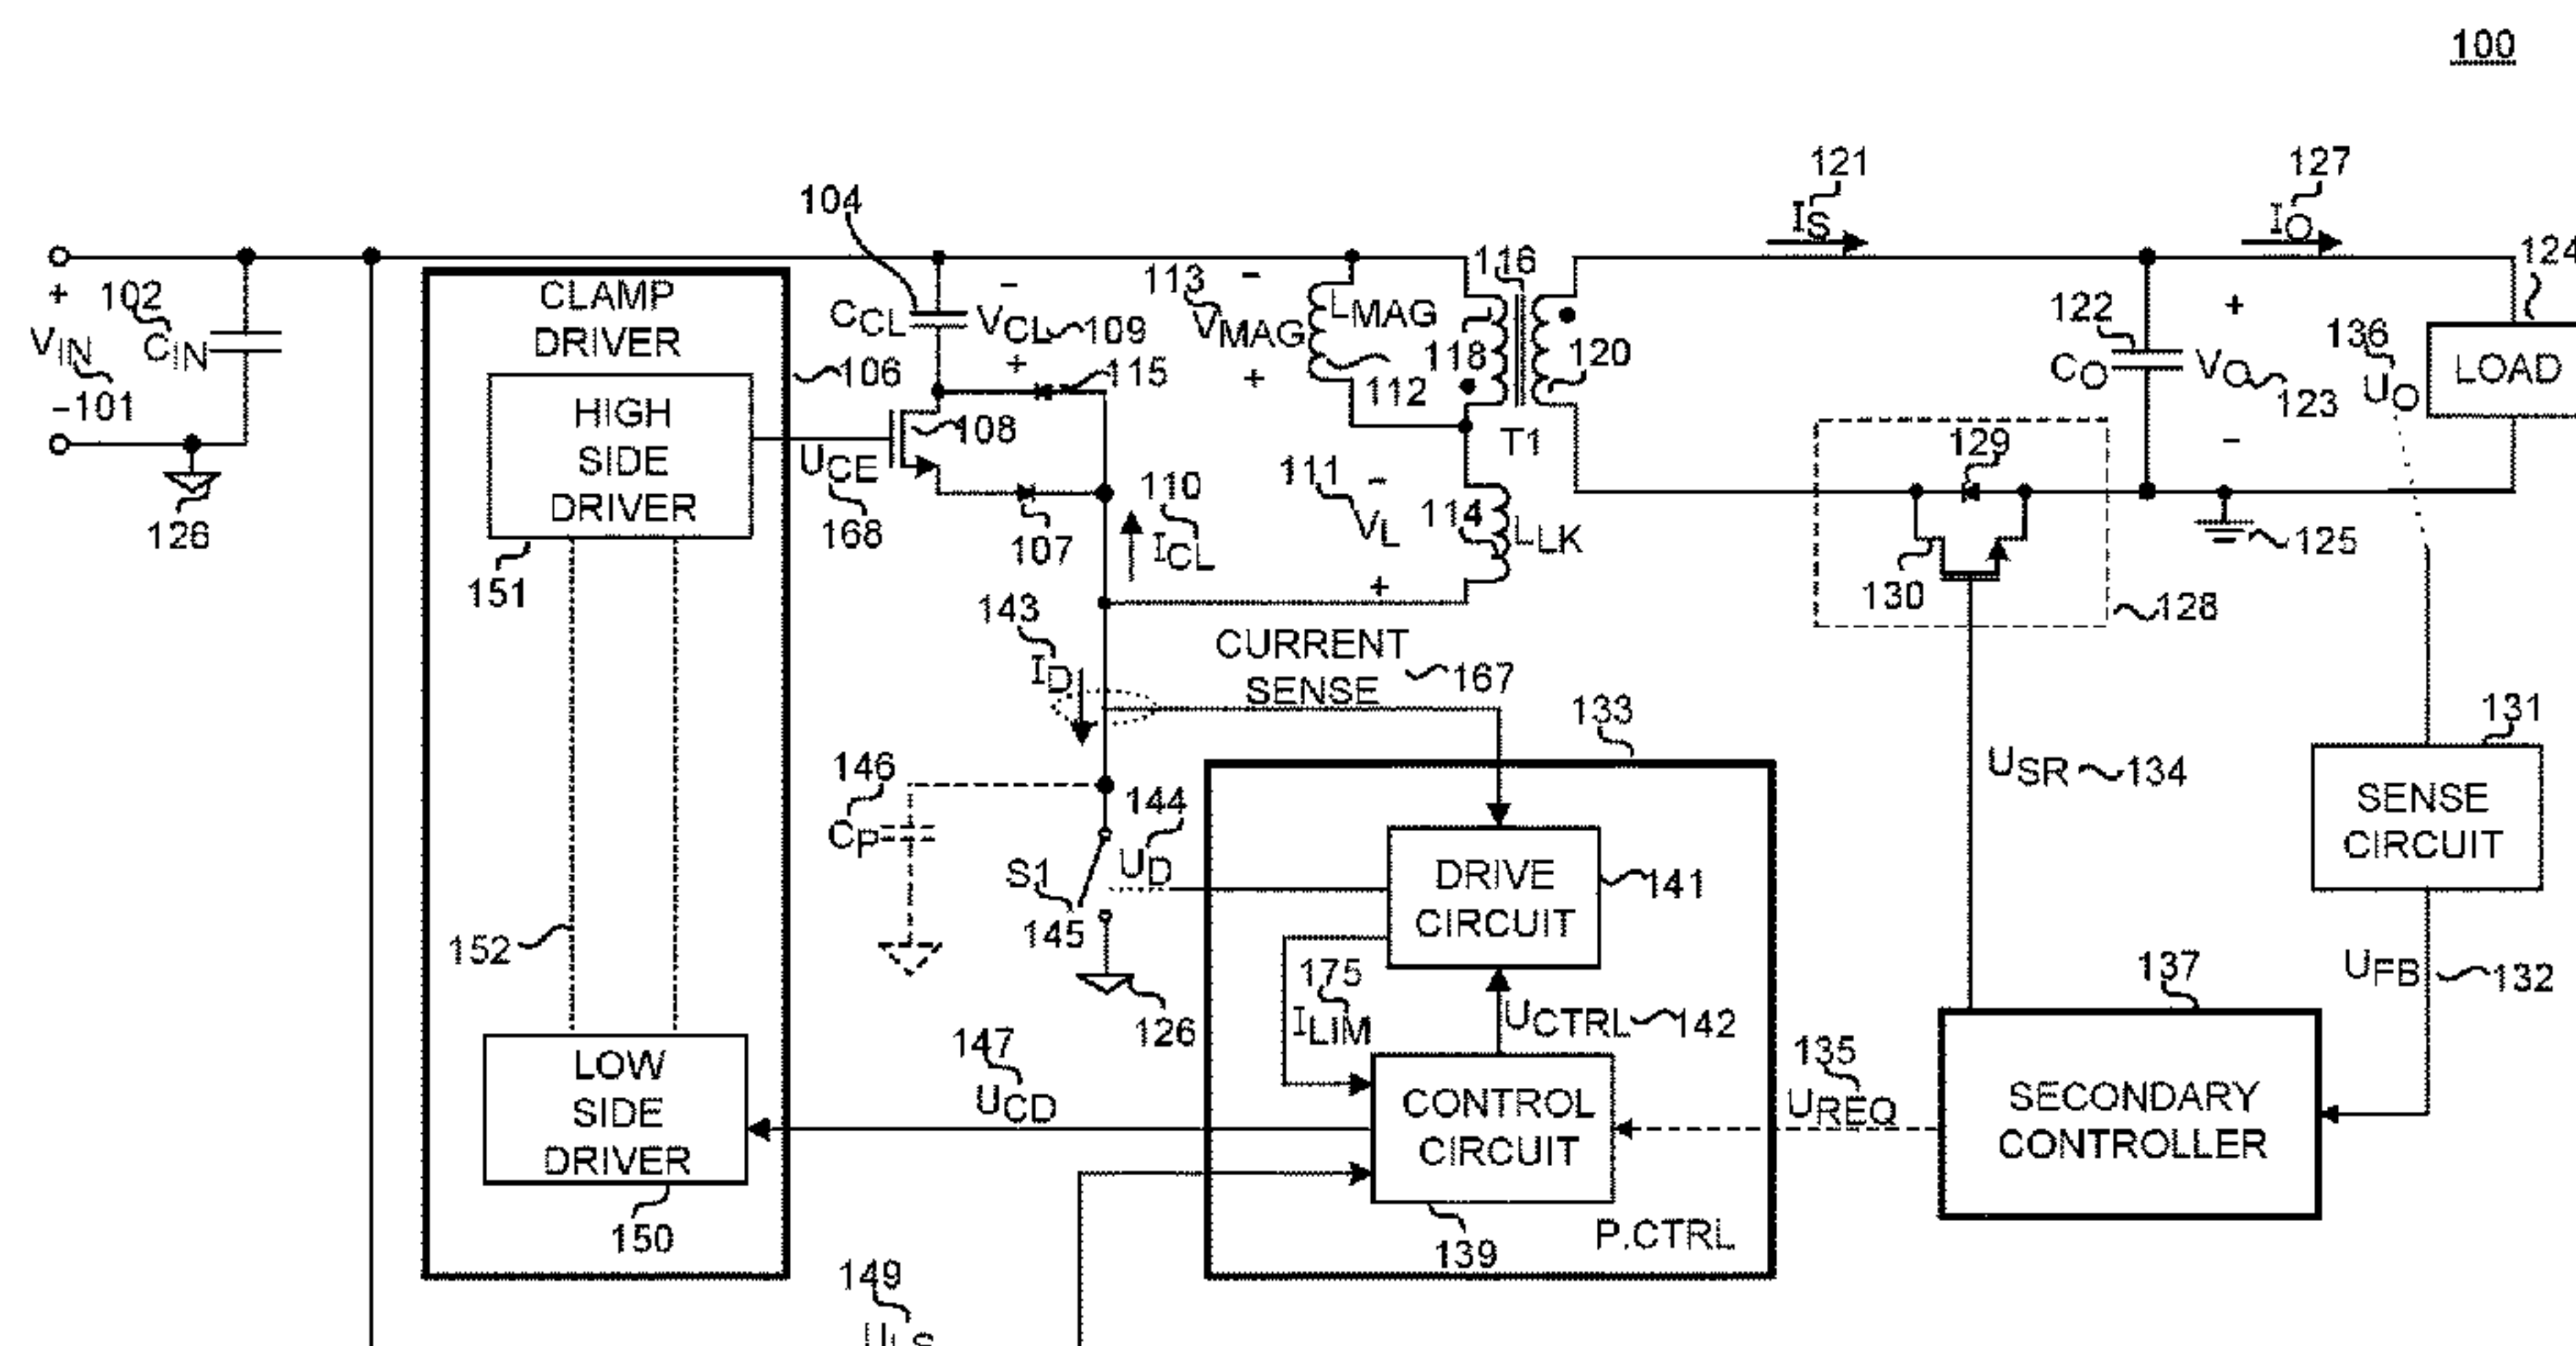 100
121
IS
127
IO
124
LOAD
104
CCL
-
VCL 109
+
115
+
102
VIN
CIN
-101
126
CLAMP
DRIVER
106
HIGH
SIDE
DRIVER
151
UCE
168
108
107
110
ICL
113
-
VMAG
+
LMAG
112
116
118
120
T1
111
-
VL
+
114
LLK
122
CO
+
VO
123
-
136
UO
129
130
128
125
143
ID
CURRENT
SENSE
167
133
146
CP
144
UD
S1
145
126
DRIVE
CIRCUIT
141
175
ILIM
UCTRL 142
CONTROL
CIRCUIT
139
P.CTRL
152
LOW
SIDE
DRIVER
150
147
UCD
135
UREQ
USR 134
131
SENSE
CIRCUIT
UFB 132
137
SECONDARY
CONTROLLER
149